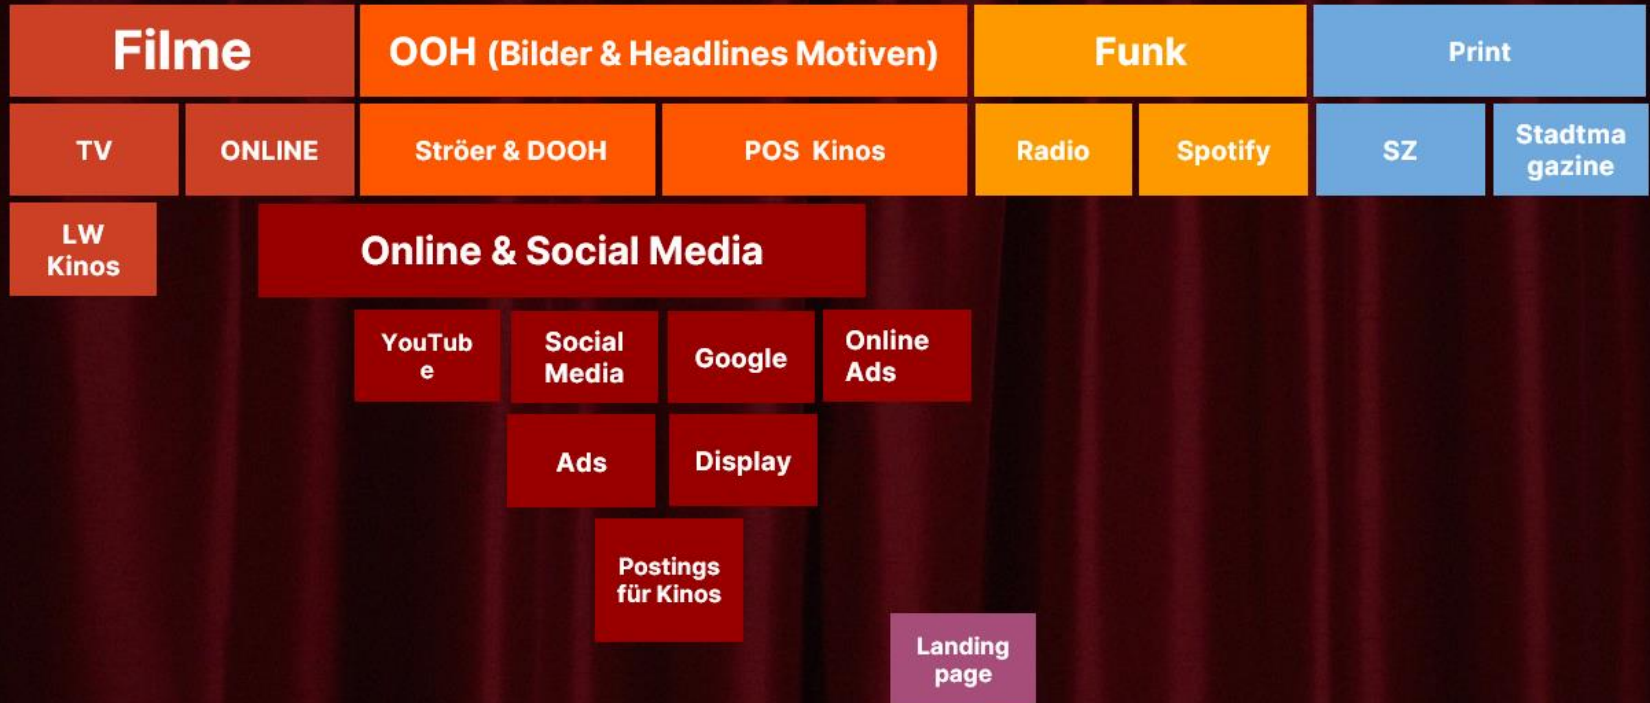 Filme
OOH (Bilder & Headlines Motiven)
Funk
Print
TV
ONLINE
Ströer & DOOH
POS Kinos
Radio
Spotify
SZ
Stadtma
gazine
LW
Kinos
Online & Social Media
YouTub
e
Social
Media
Google
Online
Ads
Ads
Display
Postings
für Kinos
Landing
page